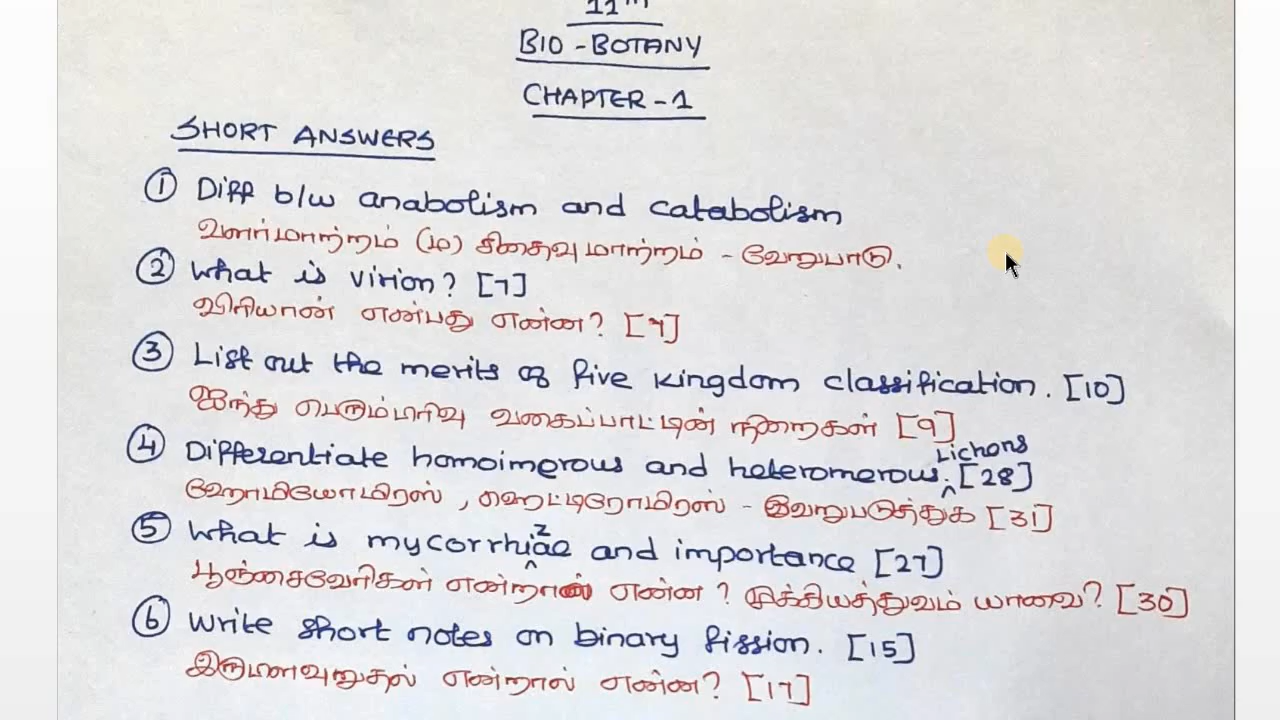 11th
BIO - BOTANY
CHAPTER - 1
SHORT ANSWERS
① Diff b/w anabolism and catabolism
வளர்மாற்றம் (ம) சிதைவுமாற்றம் - வேறுபாடு.
② What is virion? [7]
விரியான் என்பது என்ன? [7]
③ List out the merits of five kingdom classification. [10]
ஐந்து பெரும்பிரிவு வகைப்பாட்டின் நிறைகள் [9]
④ Differentiate homoimerous and heteromerous Lichens. [28]
ஹோமியோமிரஸ், ஹெட்டிரோமிரஸ் - இவறுபடுத்துக [31]
⑤ What is mycorrhizae and importance [27]
பூஞ்சைவேரிகள் என்றால் என்ன? முக்கியத்துவம் யாவை? [30]
⑥ Write short notes on binary fission. [15]
இருபிளவுறுதல் என்றால் என்ன? [17]